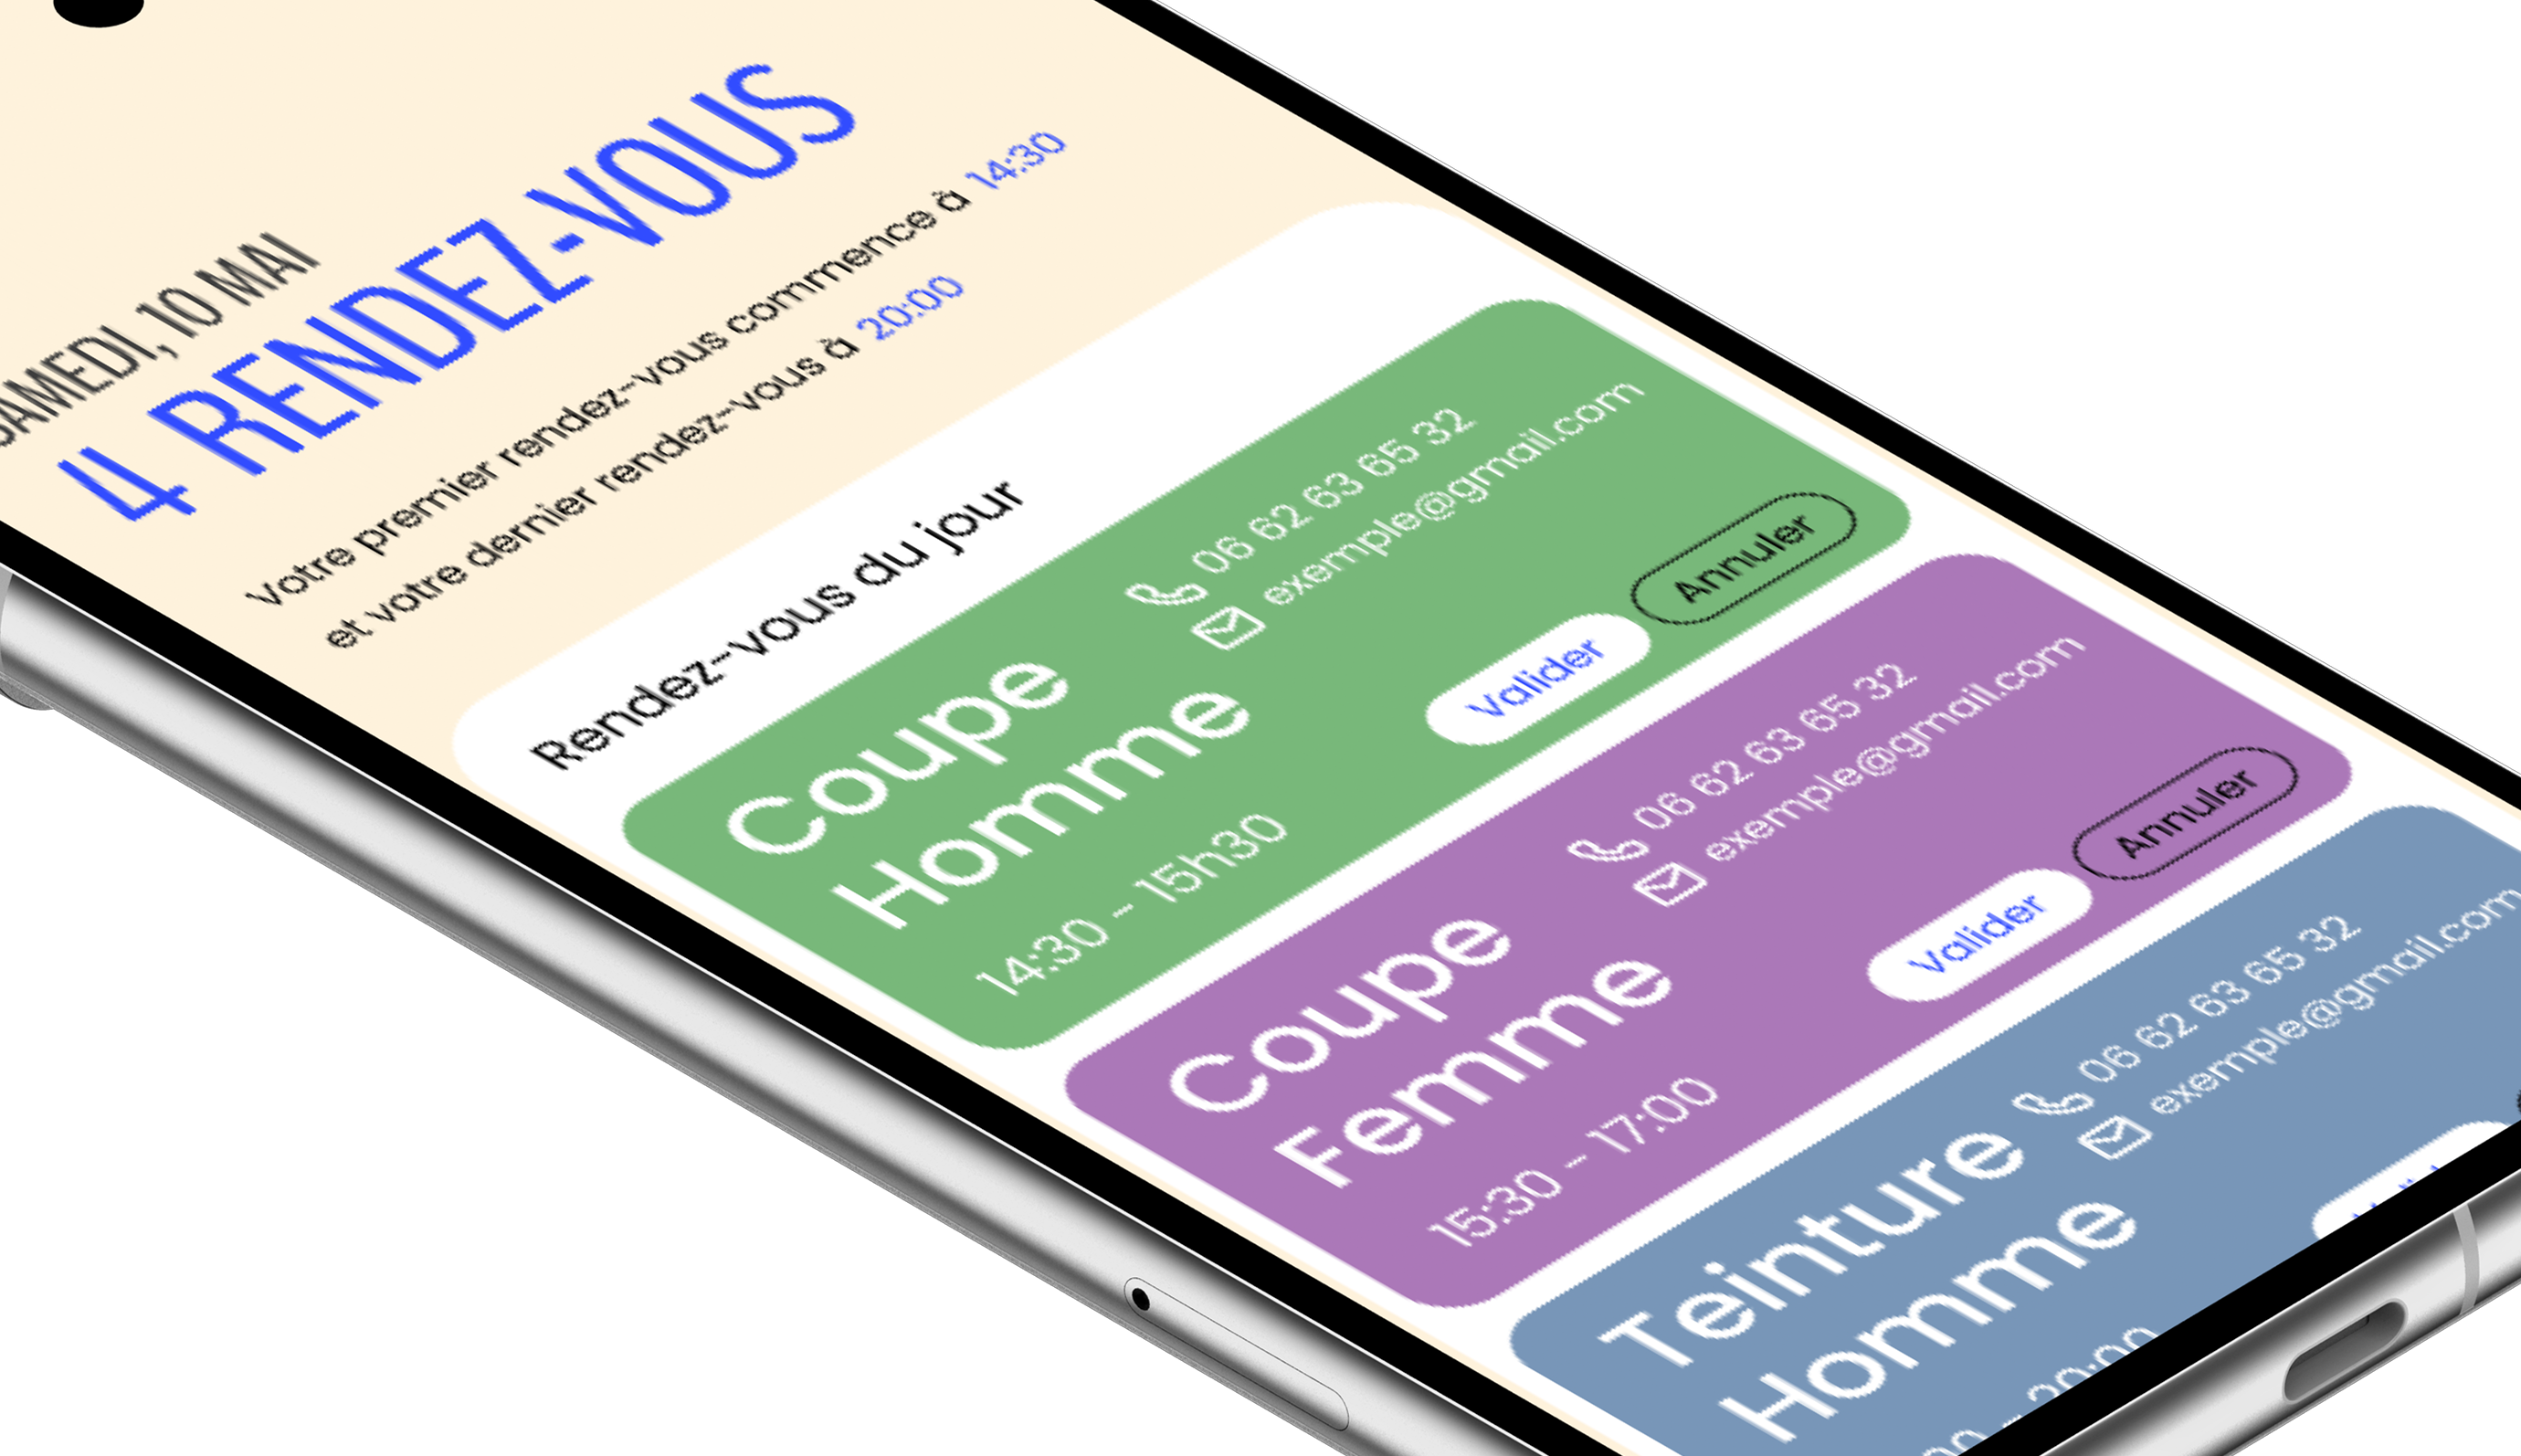 SAMEDI, 10 MAI
4 RENDEZ-VOUS
Votre premier rendez-vous commence à 14:30
et votre dernier rendez-vous à 20:00
Rendez-vous du jour
Coupe
Homme
14:30 - 15h30
06 62 63 65 32
exemple@gmail.com
Valider
Annuler
Coupe
Femme
15:30 - 17:00
06 62 63 65 32
exemple@gmail.com
Valider
Annuler
Teinture
Homme
- 20:00
06 62 63 65 32
exemple@gmail.com